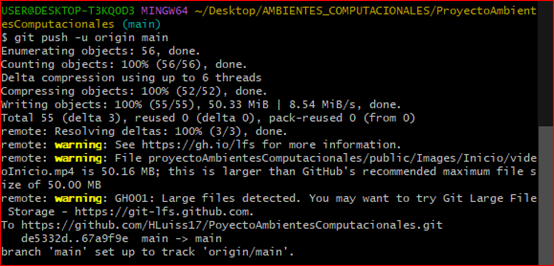 USER@DESKTOP-T3KQOD3 MINGW64 ~/Desktop/AMBIENTES_COMPUTACIONALES/ProyectoAmbient
esComputacionales (main)
$ git push -u origin main
Enumerating objects: 56, done.
Counting objects: 100% (56/56), done.
Delta compression using up to 6 threads
Compressing objects: 100% (52/52), done.
Writing objects: 100% (55/55), 50.33 MiB | 8.54 MiB/s, done.
Total 55 (delta 3), reused 0 (delta 0), pack-reused 0 (from 0)
remote: Resolving deltas: 100% (3/3), done.
remote: warning: See https://gh.io/lfs for more information.
remote: warning: File proyectoAmbientesComputacionales/public/Images/Inicio/vide
oInicio.mp4 is 50.16 MB; this is larger than GitHub's recommended maximum file s
ize of 50.00 MB
remote: warning: GH001: Large files detected. You may want to try Git Large File
 Storage - https://git-lfs.github.com.
To https://github.com/HLuiss17/PoyectoAmbientesComputacionales.git
   de5332d..67a9f9e  main -> main
branch 'main' set up to track 'origin/main'.